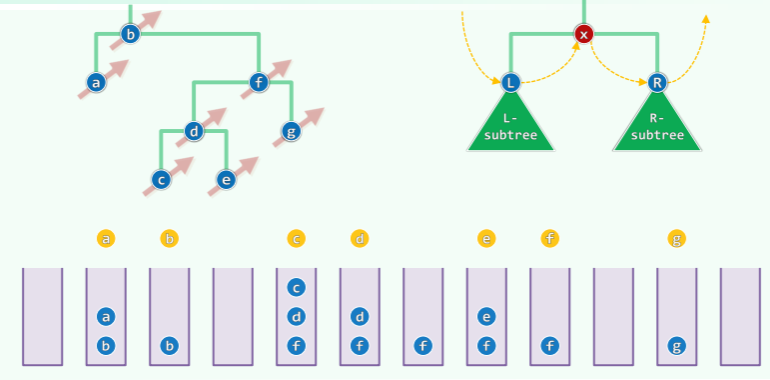 b
x
a
f
L
R
L-
subtree
R-
subtree
d
g
c
e
a b c d e f g
c
a d d e
b b f f f f f g